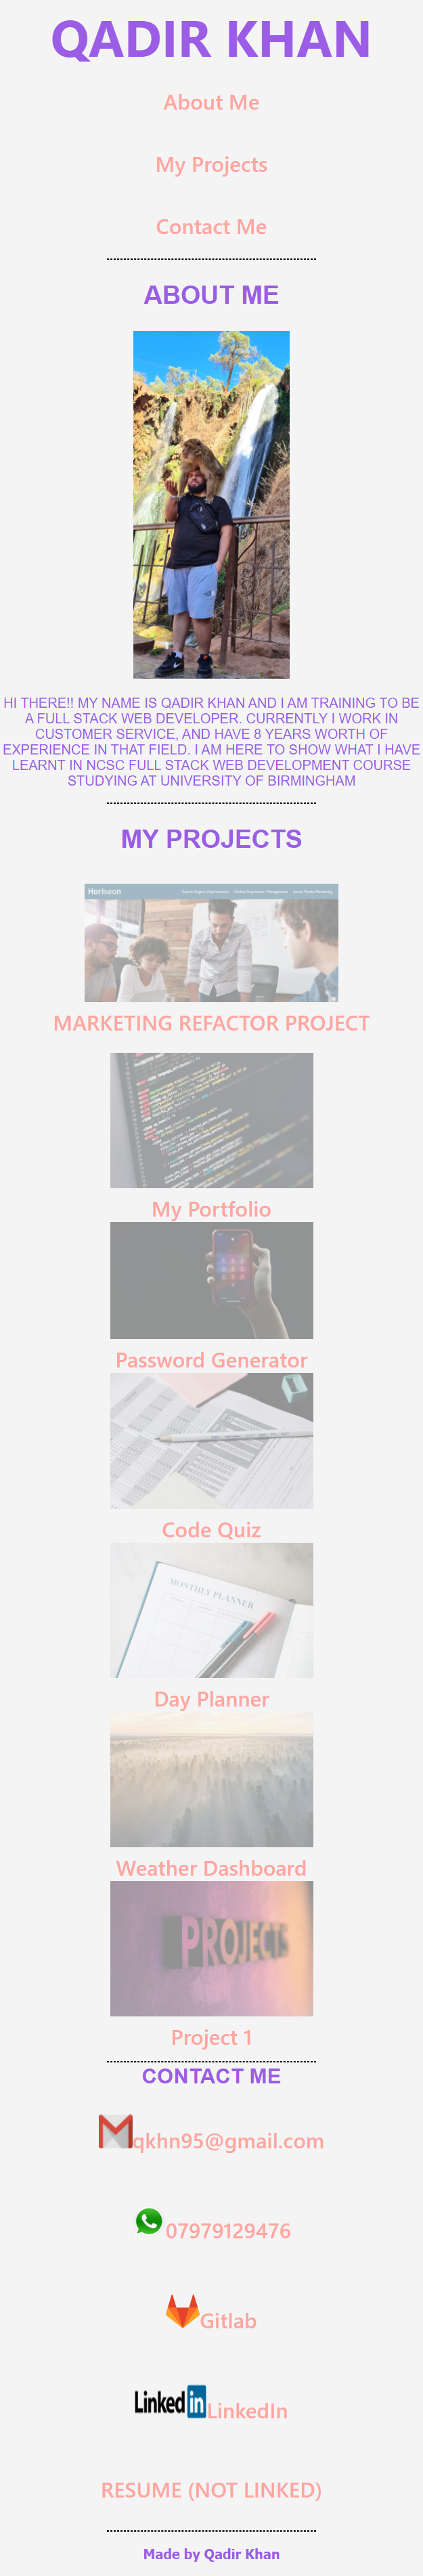 QADIR KHAN
About Me
My Projects
Contact Me
ABOUT ME
HI THERE!! MY NAME IS QADIR KHAN AND I AM TRAINING TO BE
A FULL STACK WEB DEVELOPER. CURRENTLY I WORK IN
CUSTOMER SERVICE, AND HAVE 8 YEARS WORTH OF
EXPERIENCE IN THAT FIELD. I AM HERE TO SHOW WHAT I HAVE
LEARNT IN NCSC FULL STACK WEB DEVELOPMENT COURSE
STUDYING AT UNIVERSITY OF BIRMINGHAM
MY PROJECTS
Horiseon Search Engine Optimization Online Reputation Management Social Media Marketing
MARKETING REFACTOR PROJECT
My Portfolio
Password Generator
Code Quiz
MONTHLY PLANNER
Day Planner
Weather Dashboard
PROJECTS
Project 1
CONTACT ME
qkhn95@gmail.com
07979129476
Gitlab
Linked in LinkedIn
RESUME (NOT LINKED)
Made by Qadir Khan